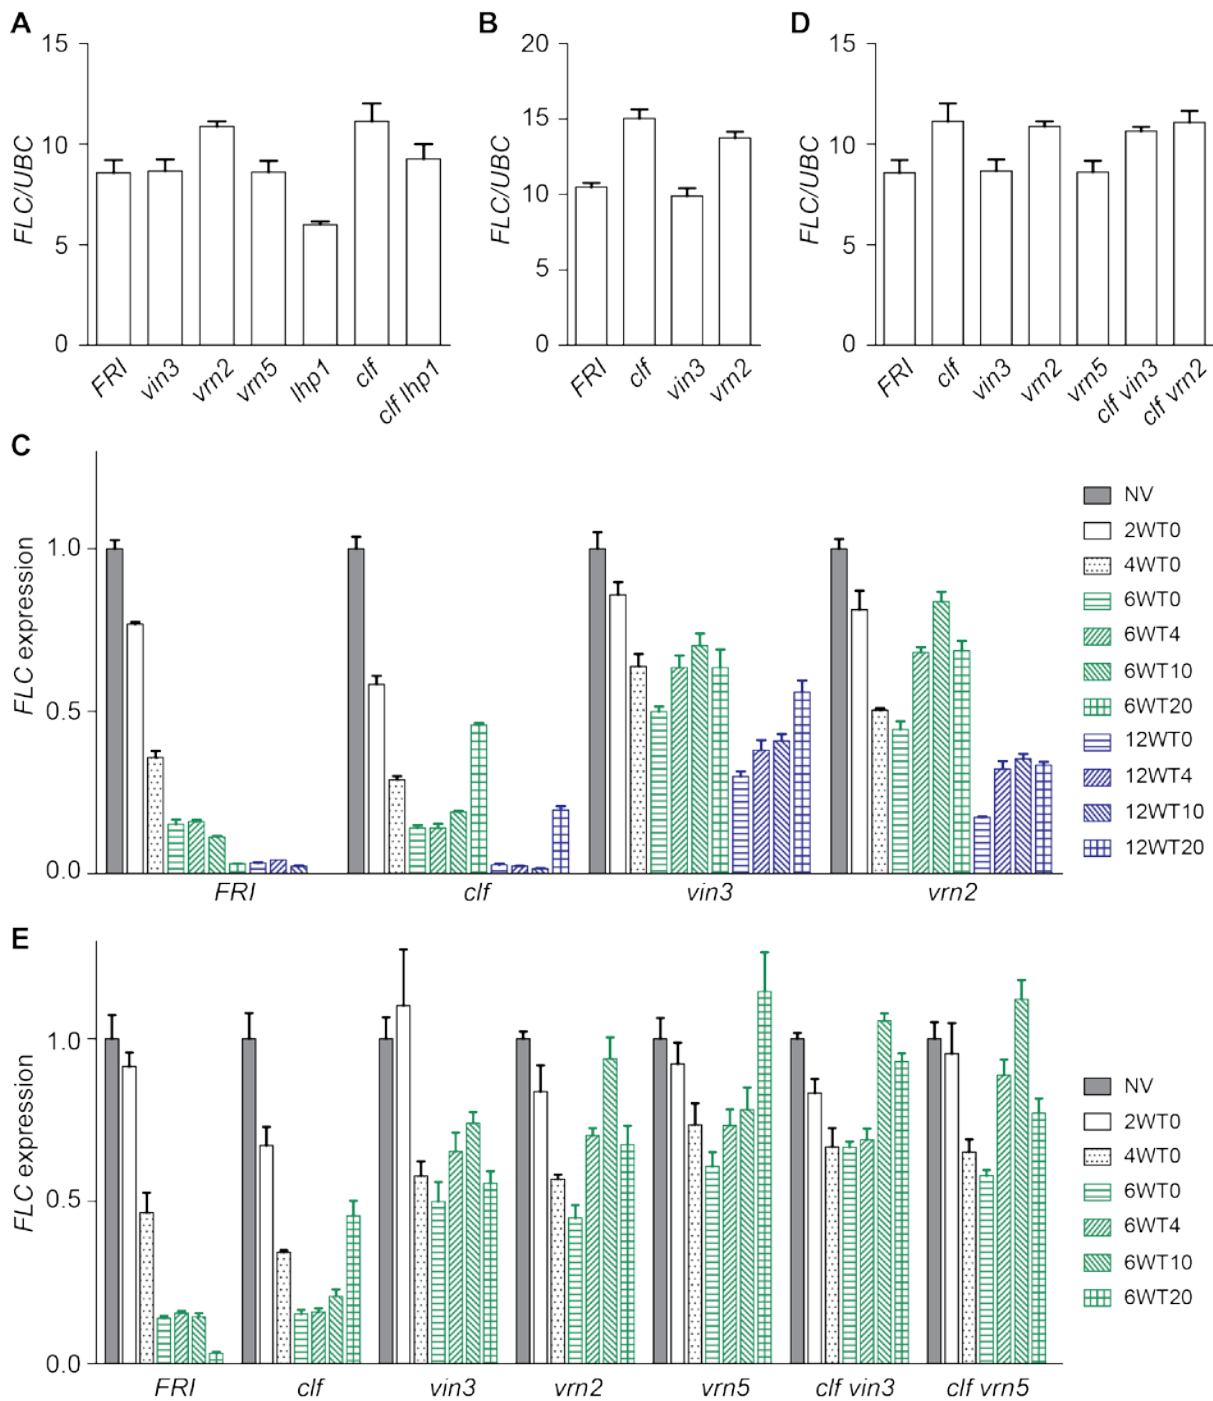 A
FLC/UBC
15
10
5
0
FRI
vin3
vrn2
vrn5
lhp1
clf
clf lhp1
B
FLC/UBC
20
15
10
5
0
FRI
clf
vin3
vrn2
D
FLC/UBC
15
10
5
0
FRI
clf
vin3
vrn2
vrn5
clf vin3
clf vrn2
C
FLC expression
1.0
0.5
0.0
FRI
clf
vin3
vrn2
NV
2WT0
4WT0
6WT0
6WT4
6WT10
6WT20
12WT0
12WT4
12WT10
12WT20
E
FLC expression
1.0
0.5
0.0
FRI
clf
vin3
vrn2
vrn5
clf vin3
clf vrn5
NV
2WT0
4WT0
6WT0
6WT4
6WT10
6WT20